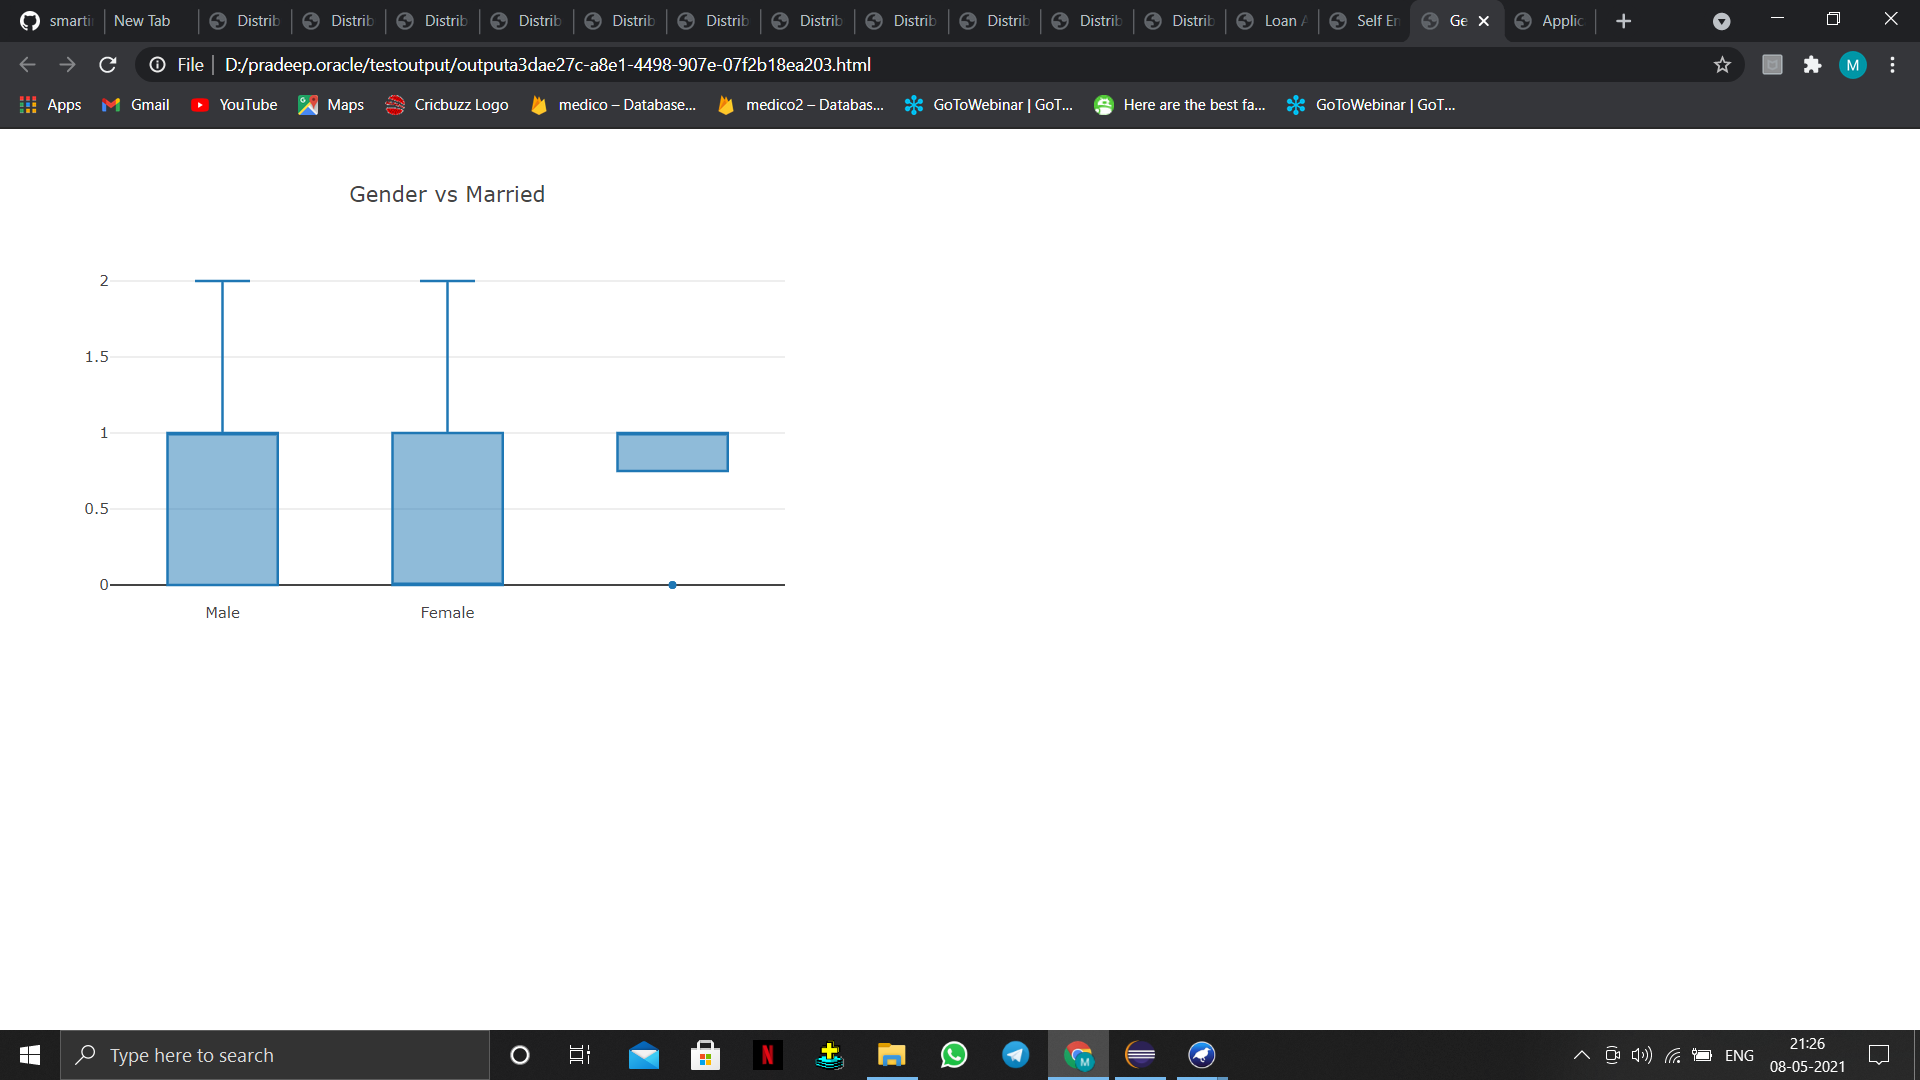 smartin New Tab Distrib Distrib Distrib Distrib Distrib Distrib Distrib Distrib Distrib Distrib Distrib Loan A Self En Ge Applic
File D:/pradeep.oracle/testoutput/outputa3dae27c-a8e1-4498-907e-07f2b18ea203.html M
Apps Gmail YouTube Maps Cricbuzz Logo medico – Database... medico2 – Databas... GoToWebinar | GoT... Here are the best fa... GoToWebinar | GoT...
Gender vs Married
2
1.5
1
0.5
0
Male Female
Type here to search
N
M
ENG
21:26
08-05-2021